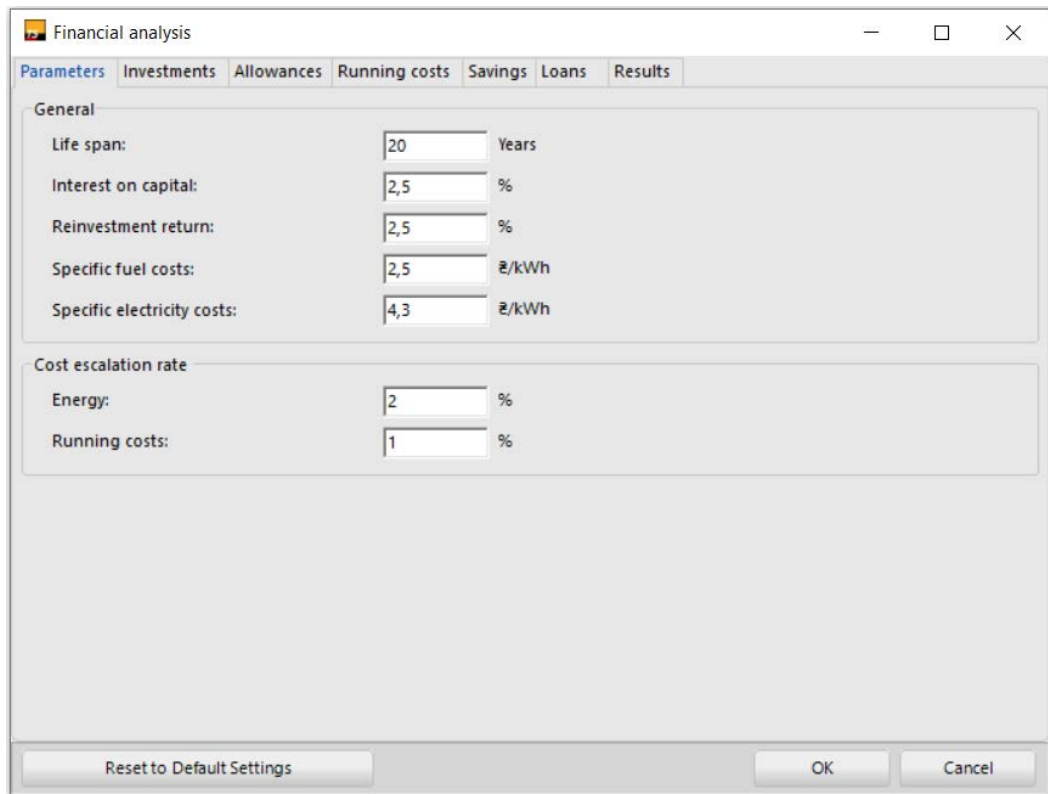 Financial analysis
Parameters Investments Allowances Running costs Savings Loans Results
General
Life span: 20 Years
Interest on capital: 2,5 %
Reinvestment return: 2,5 %
Specific fuel costs: 2,5 ₴/kWh
Specific electricity costs: 4,3 ₴/kWh
Cost escalation rate
Energy: 2 %
Running costs: 1 %
Reset to Default Settings OK Cancel